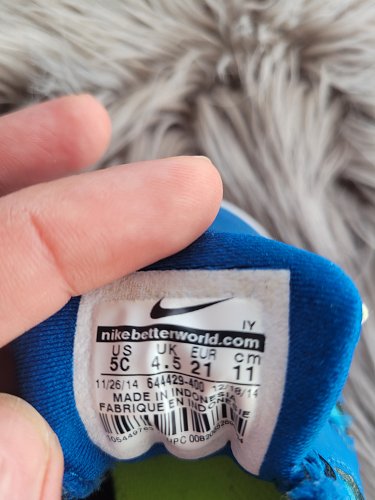 IY
nikebetterworld.com
US UK EUR cm
5C 4.5 21 11
11/26/14 644429-400 12/18/14
MADE IN INDONESIA
FABRIQUE EN